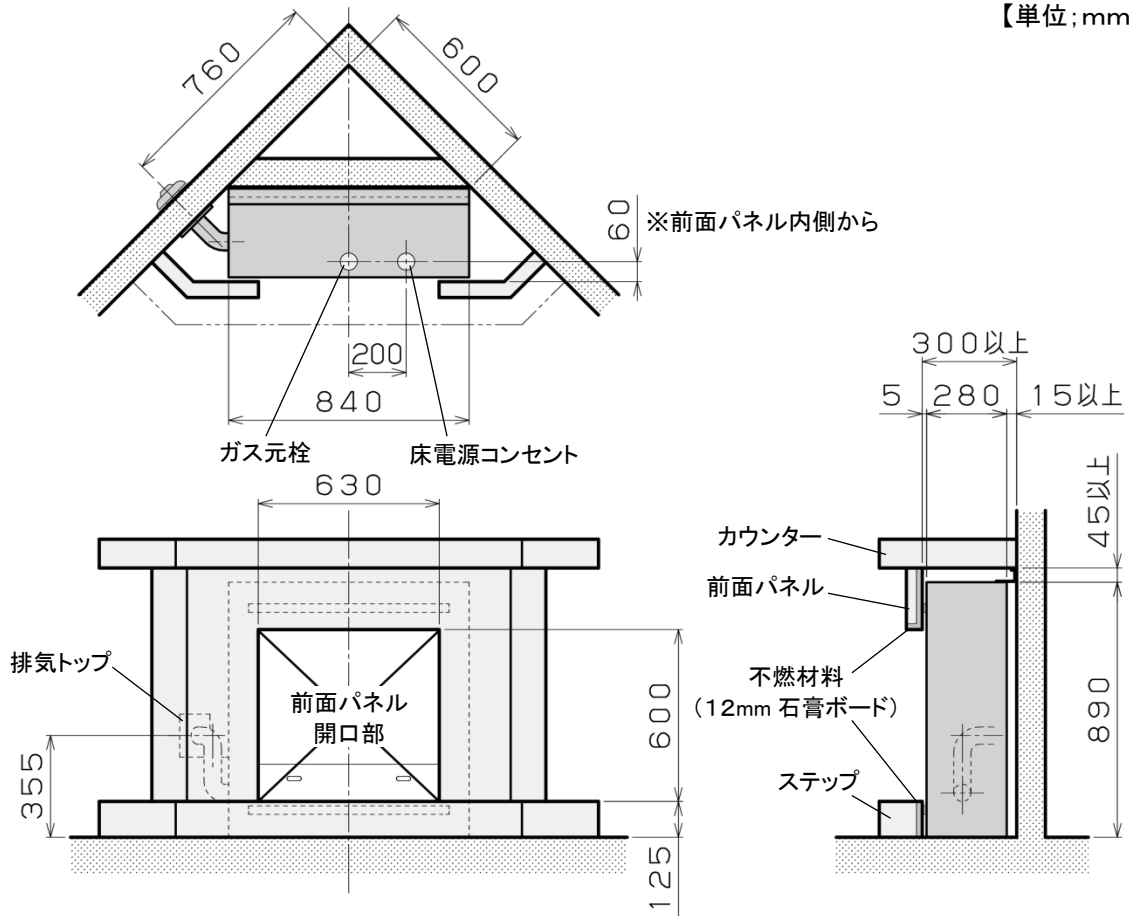 【単位；mm
760
600
60
※前面パネル内側から
200
840
ガス元栓
床電源コンセント
300以上
5
280
15以上
630
45以上
カウンター
前面パネル
排気トップ
前面パネル
開口部
不燃材料
（12mm 石膏ボード）
600
890
355
ステップ
125